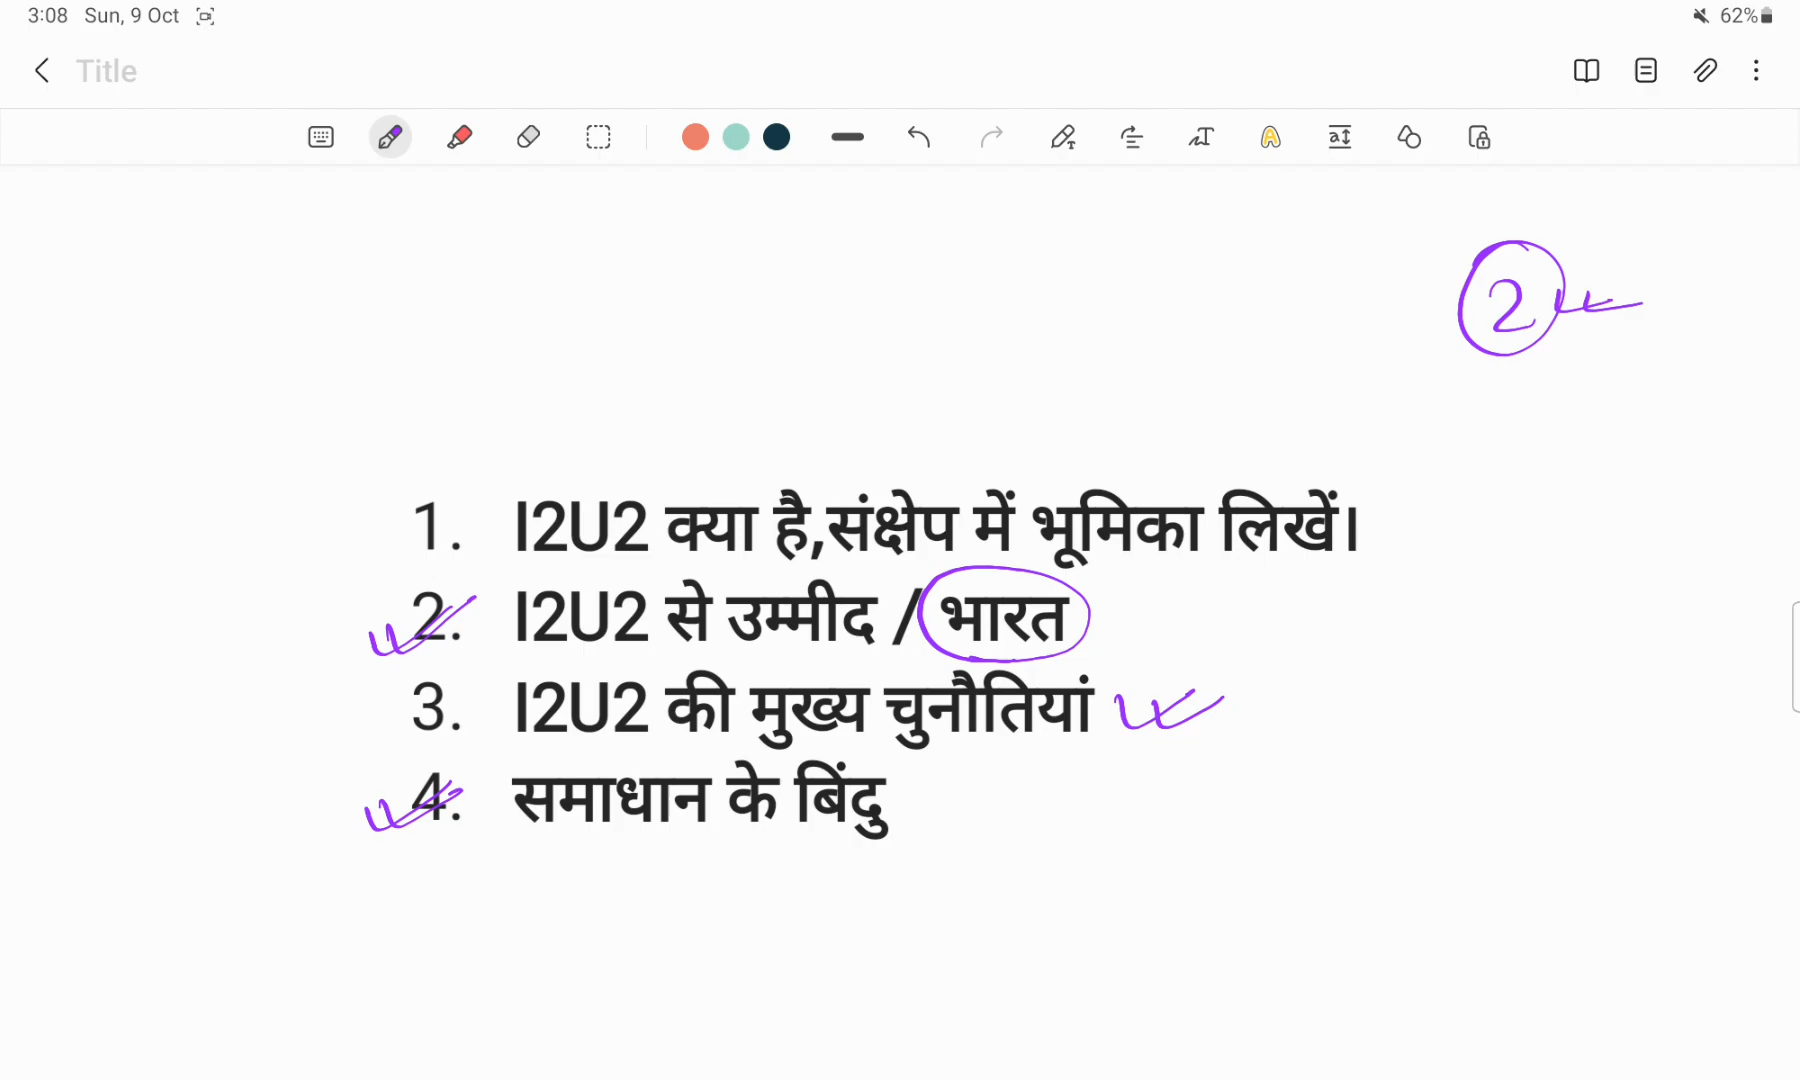 3:08 Sun, 9 Oct 62%
Title
2
1. I2U2 क्या है,संक्षेप में भूमिका लिखें।
2. I2U2 से उम्मीद / भारत
3. I2U2 की मुख्य चुनौतियां
4. समाधान के बिंदु